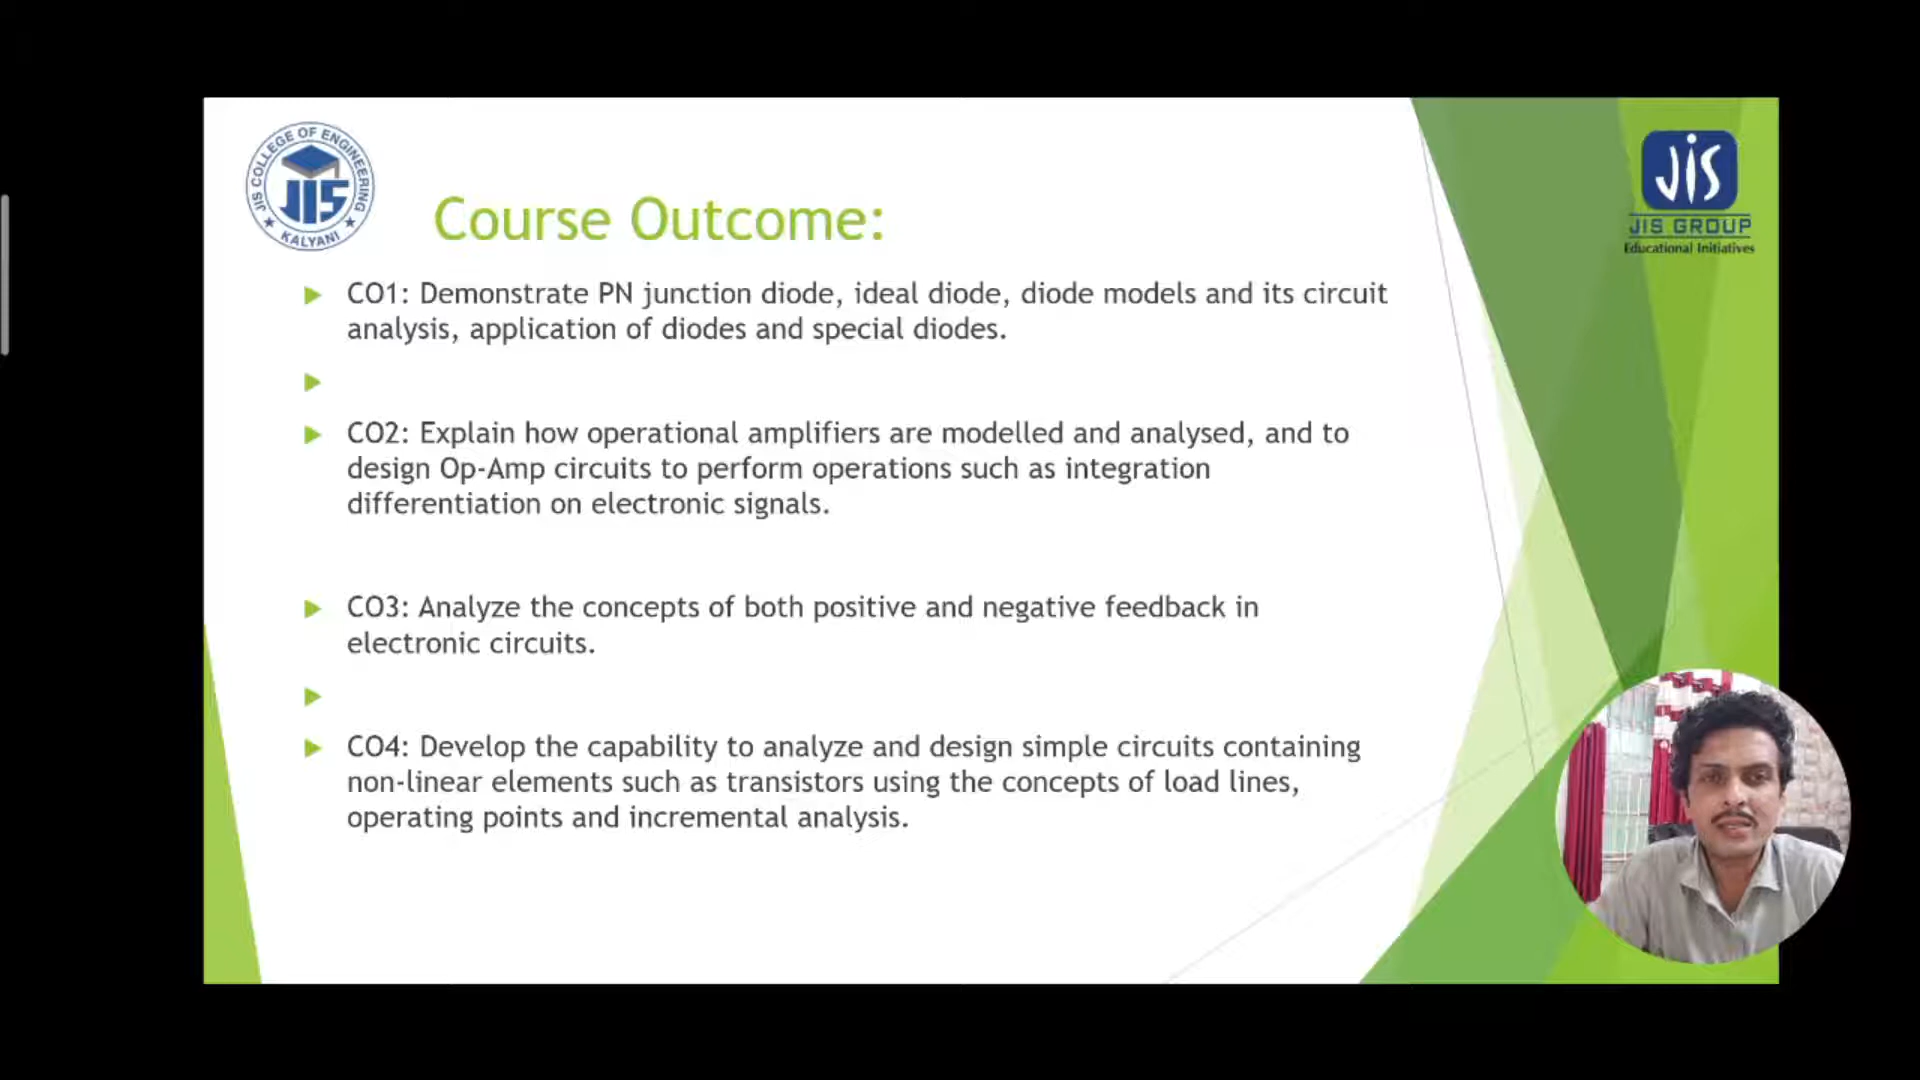 JIS COLLEGE OF ENGINEERING
JIS
KALYANI
JIS
JIS GROUP
Educational Initiatives
Course Outcome:
CO1: Demonstrate PN junction diode, ideal diode, diode models and its circuit
analysis, application of diodes and special diodes.
CO2: Explain how operational amplifiers are modelled and analysed, and to
design Op-Amp circuits to perform operations such as integration
differentiation on electronic signals.
CO3: Analyze the concepts of both positive and negative feedback in
electronic circuits.
CO4: Develop the capability to analyze and design simple circuits containing
non-linear elements such as transistors using the concepts of load lines,
operating points and incremental analysis.